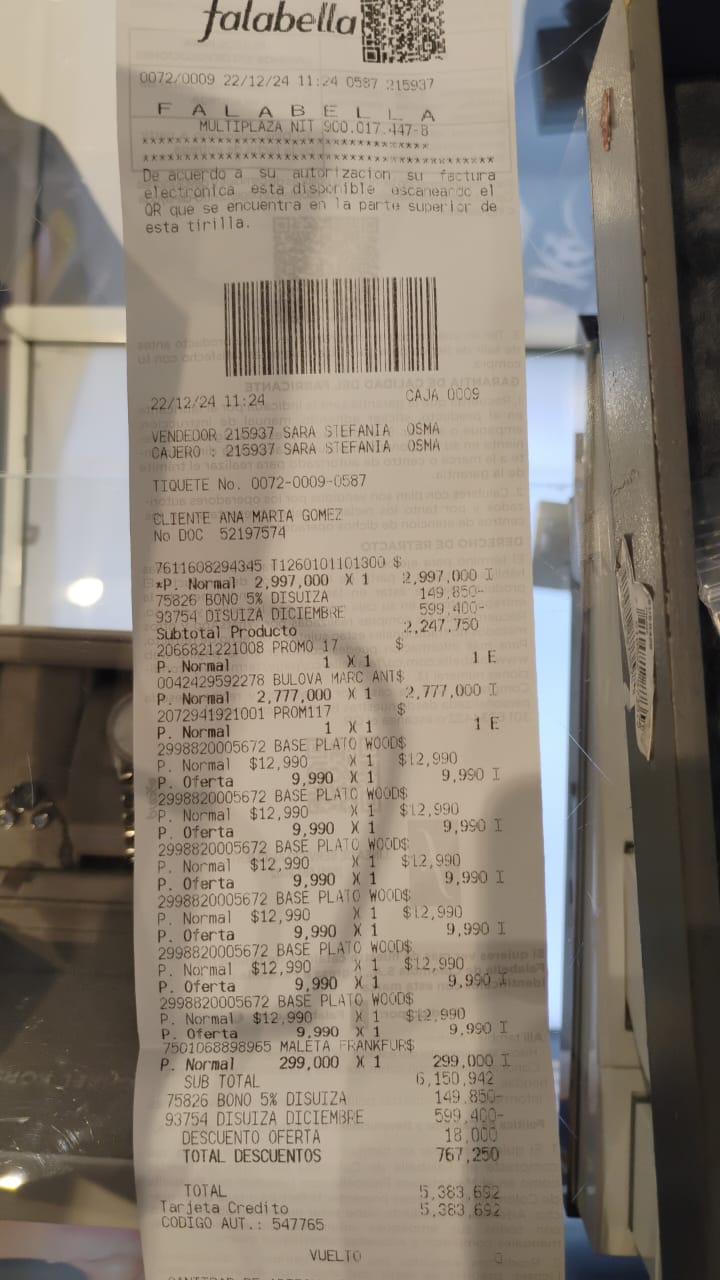 falabella
0072/0009 22/12/24 11:24 0587 215937
F A L A B E L L A
MULTIPLAZA NIT 900.017.447-8
De acuerdo a su autorizacion su factura
electronica esta disponible escaneando el
QR que se encuentra en la parte superior de
esta tirilla.
22/12/24 11:24 CAJA 0009
VENDEDOR 215937 SARA STEFANIA OSMA
CAJERO : 215937 SARA STEFANIA OSMA
TIQUETE No. 0072-0009-0587
CLIENTE ANA MARIA GOMEZ
No DOC 52197574
7611608294345 T1260101101300 $
*P. Normal 2,997,000 X 1 2,997,000 I
75826 BONO 5% DISUIZA 149,850-
93754 DISUIZA DICIEMBRE 599,400-
Subtotal Producto 2,247,750
2066821221008 PROMO 17 $
P. Normal 1 X 1 1 E
0042429592278 BULOVA MARC ANT$
P. Normal 2,777,000 X 1 2,777,000 I
2072941921001 PROM117 $
P. Normal 1 X 1 1 E
2998820005672 BASE PLATO WOOD$
P. Normal $12,990 X 1 $12,990
P. Oferta 9,990 X 1 9,990 I
2998820005672 BASE PLATO WOOD$
P. Normal $12,990 X 1 $12,990
P. Oferta 9,990 X 1 9,990 I
2998820005672 BASE PLATO WOOD$
P. Normal $12,990 X 1 $12,990
P. Oferta 9,990 X 1 9,990 I
2998820005672 BASE PLATO WOOD$
P. Normal $12,990 X 1 $12,990
P. Oferta 9,990 X 1 9,990 I
2998820005672 BASE PLATO WOOD$
P. Normal $12,990 X 1 $12,990
P. Oferta 9,990 X 1 9,990 I
2998820005672 BASE PLATO WOOD$
P. Normal $12,990 X 1 $12,990
P. Oferta 9,990 X 1 9,990 I
7501068898965 MALETA FRANKFUR$
P. Normal 299,000 X 1 299,000 I
SUB TOTAL 6,150,942
75826 BONO 5% DISUIZA 149,850-
93754 DISUIZA DICIEMBRE 599,400-
DESCUENTO OFERTA 18,000
TOTAL DESCUENTOS 767,250
TOTAL 5,383,692
Tarjeta Credito 5,383,692
CODIGO AUT.: 547765
VUELTO 0